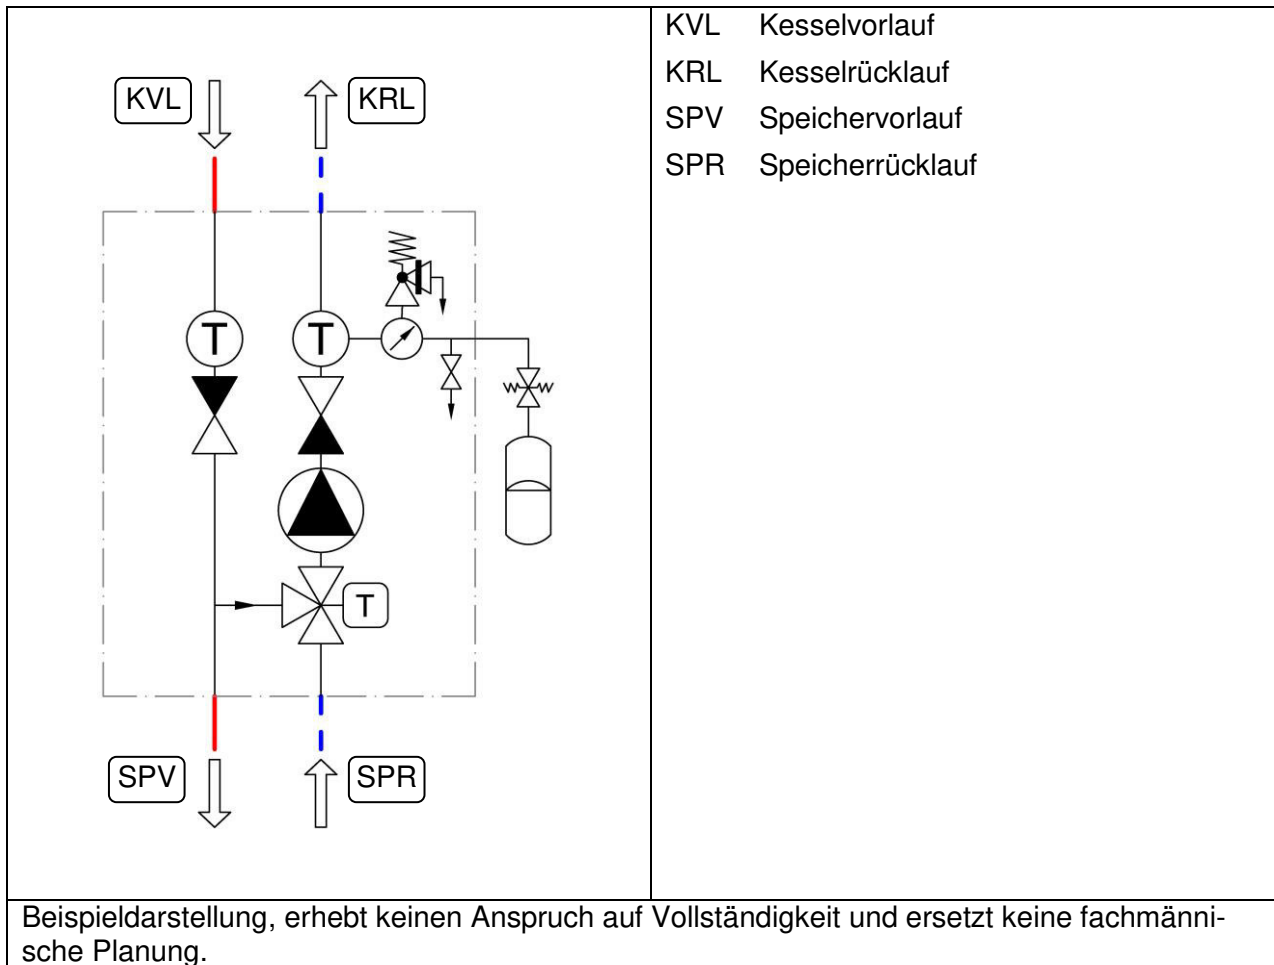 KVL Kesselvorlauf
KRL Kesselrücklauf
SPV Speichervorlauf
SPR Speicherrücklauf
KVL KRL
T T
T
SPV SPR
Beispieldarstellung, erhebt keinen Anspruch auf Vollständigkeit und ersetzt keine fachmänni-
sche Planung.